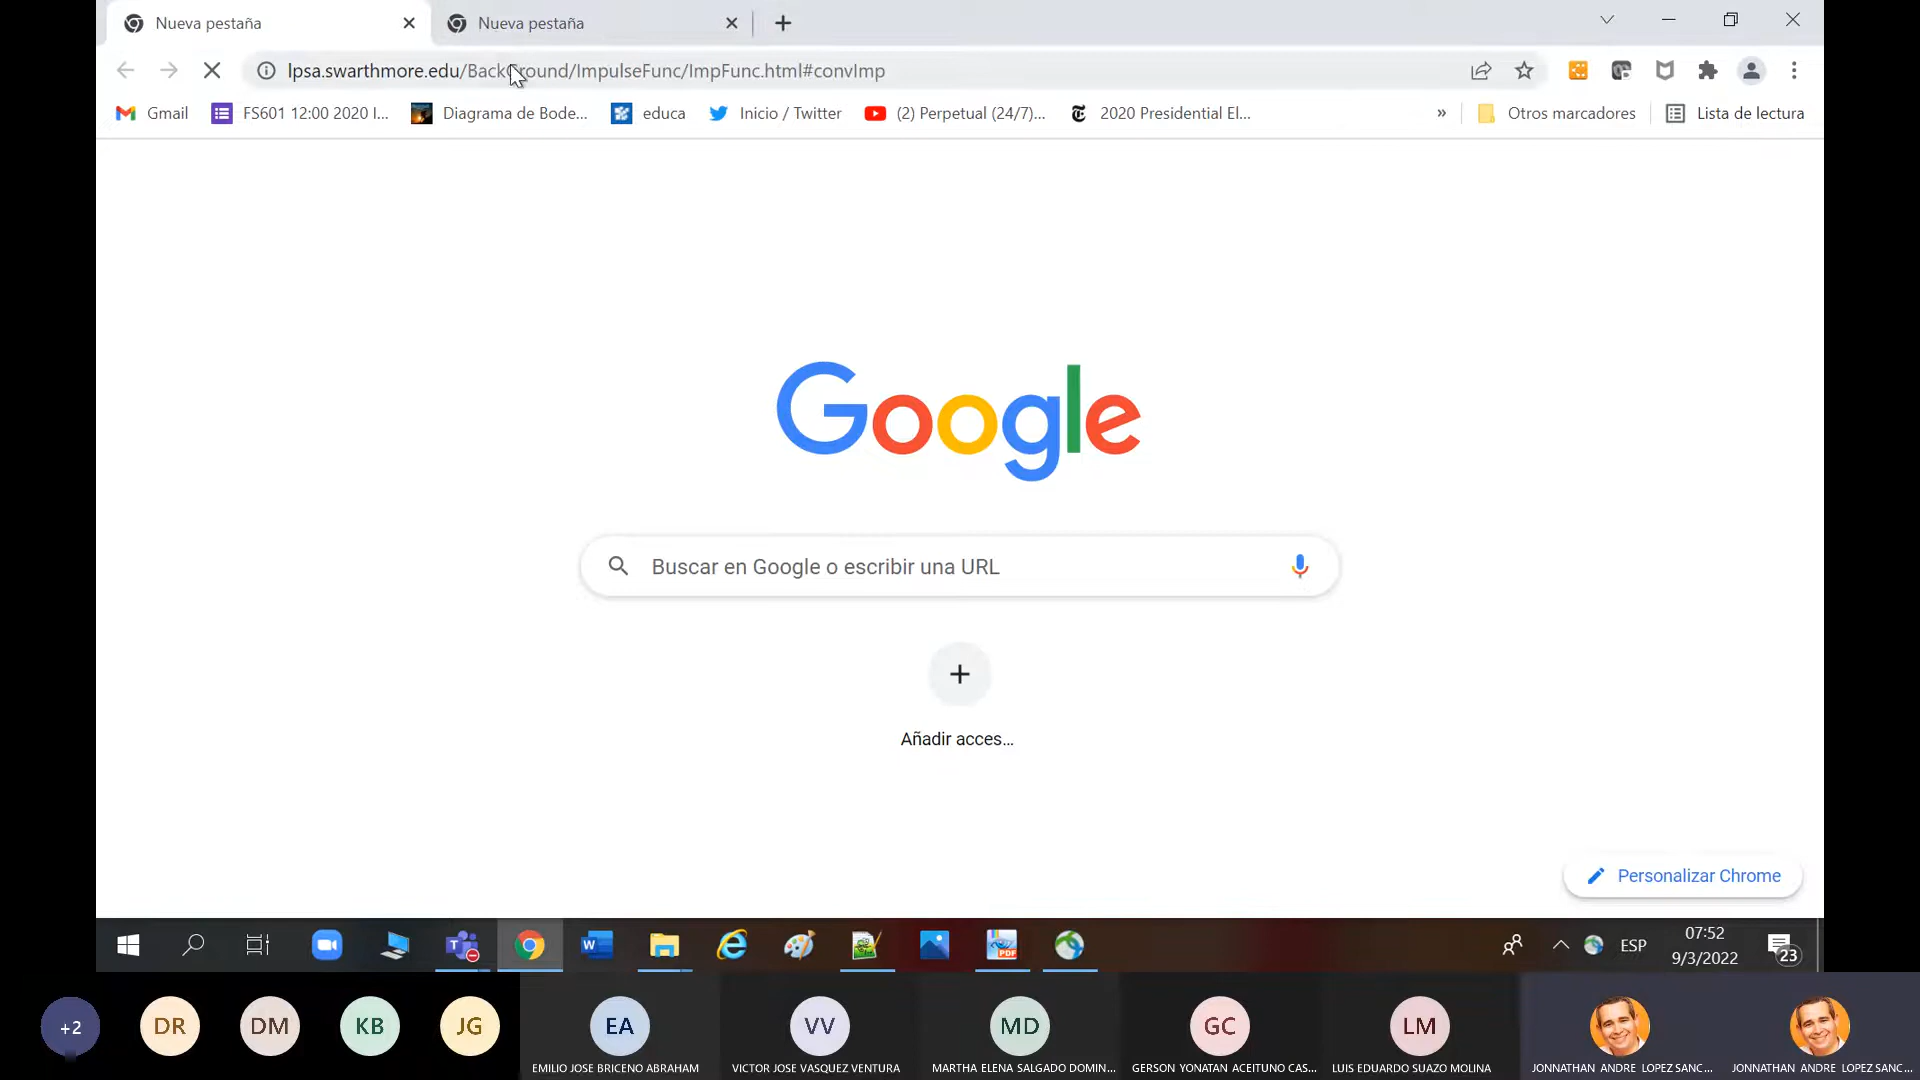 Nueva pestaña
Nueva pestaña
lpsa.swarthmore.edu/Background/ImpulseFunc/ImpFunc.html#convImp
Gmail
FS601 12:00 2020 I...
Diagrama de Bode...
educa
Inicio / Twitter
(2) Perpetual (24/7)...
2020 Presidential El...
»
Otros marcadores
Lista de lectura
Google
Buscar en Google o escribir una URL
Añadir acces...
Personalizar Chrome
ESP
07:52
9/3/2022
23
+2
DR
DM
KB
JG
EA
VV
MD
GC
LM
EMILIO JOSE BRICENO ABRAHAM
VICTOR JOSE VASQUEZ VENTURA
MARTHA ELENA SALGADO DOMIN...
GERSON YONATAN ACEITUNO CAS...
LUIS EDUARDO SUAZO MOLINA
JONNATHAN ANDRE LOPEZ SANC...
JONNATHAN ANDRE LOPEZ SANC...